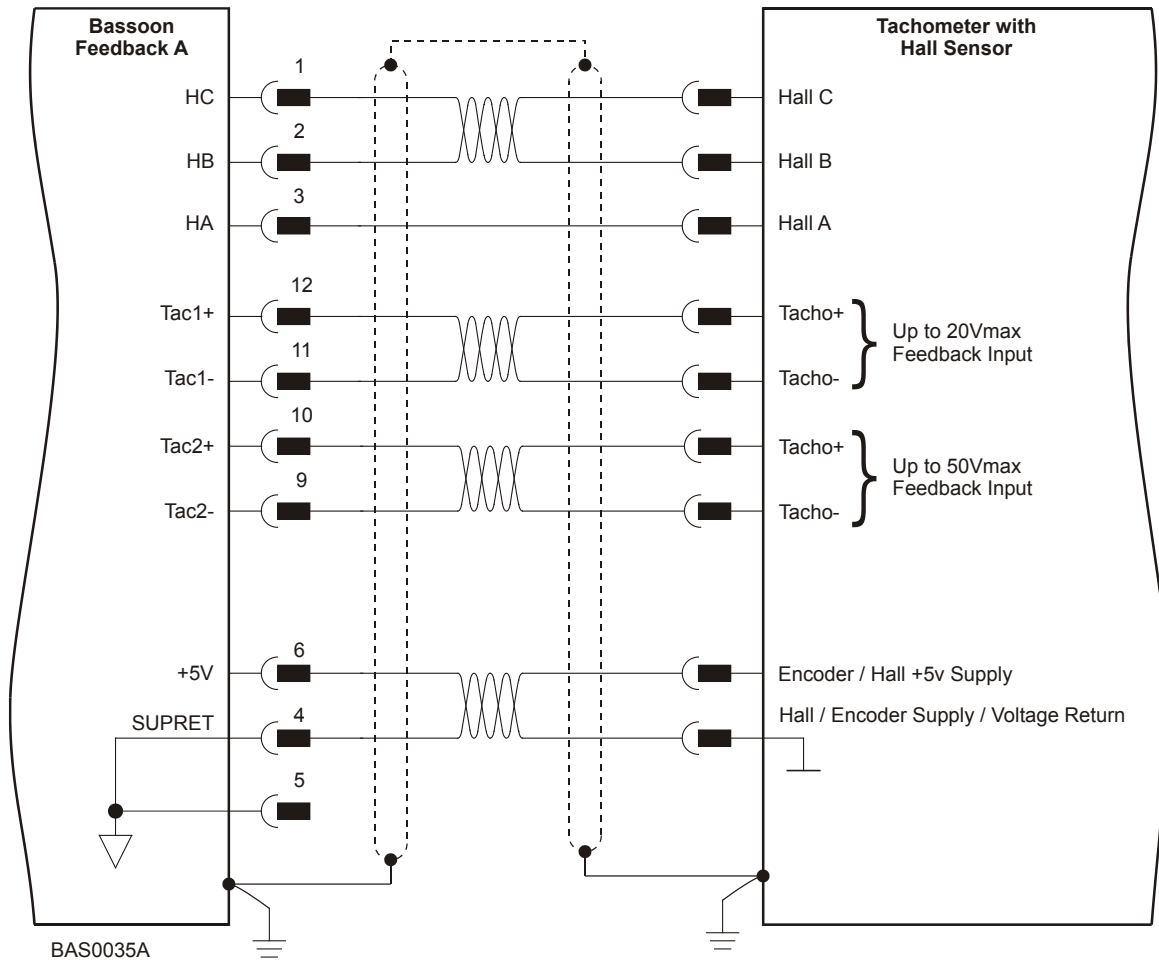 Bassoon
Feedback A
Tachometer with
Hall Sensor
1
HC
Hall C
2
HB
Hall B
3
HA
Hall A
12
Tac1+
Tacho+
Up to 20Vmax
Feedback Input
11
Tac1-
Tacho-
10
Tac2+
Tacho+
Up to 50Vmax
Feedback Input
9
Tac2-
Tacho-
6
+5V
Encoder / Hall +5v Supply
4
SUPRET
Hall / Encoder Supply / Voltage Return
5
BAS0035A